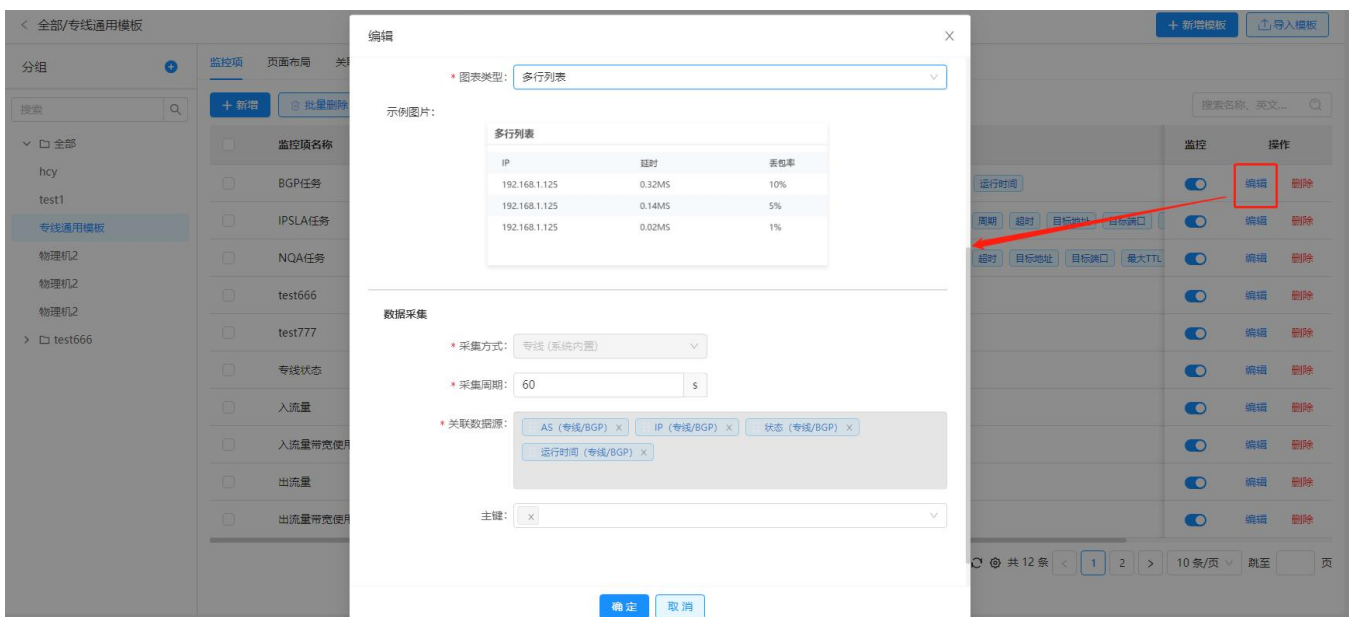 < 全部/专线通用模板
+ 新增模板
导入模板
分组
搜索
全部
hcy
test1
专线通用模板
物理机2
物理机2
物理机2
test666
监控项 页面布局
+ 新增
批量删除
搜索名称、英文...
监控项名称
监控 操作
BGP任务
运行时间
编辑 删除
IPSLA任务
周期 超时 目标地址 目标端口
编辑 删除
NQA任务
超时 目标地址 目标端口 最大TTL
编辑 删除
test666
编辑 删除
test777
编辑 删除
专线状态
编辑 删除
入流量
编辑 删除
入流量带宽使用
编辑 删除
出流量
编辑 删除
出流量带宽使用
编辑 删除
共 12 条 < 1 2 > 10 条/页 跳至 页
编辑
* 图表类型: 多行列表
示例图片:
多行列表
IP 延时 丢包率
192.168.1.125 0.32MS 10%
192.168.1.125 0.14MS 5%
192.168.1.125 0.02MS 1%
数据采集
* 采集方式: 专线 (系统内置)
* 采集周期: 60 s
* 关联数据源: AS (专线/BGP) × IP (专线/BGP) × 状态 (专线/BGP) ×
运行时间 (专线/BGP) ×
主键: ×
确定 取消